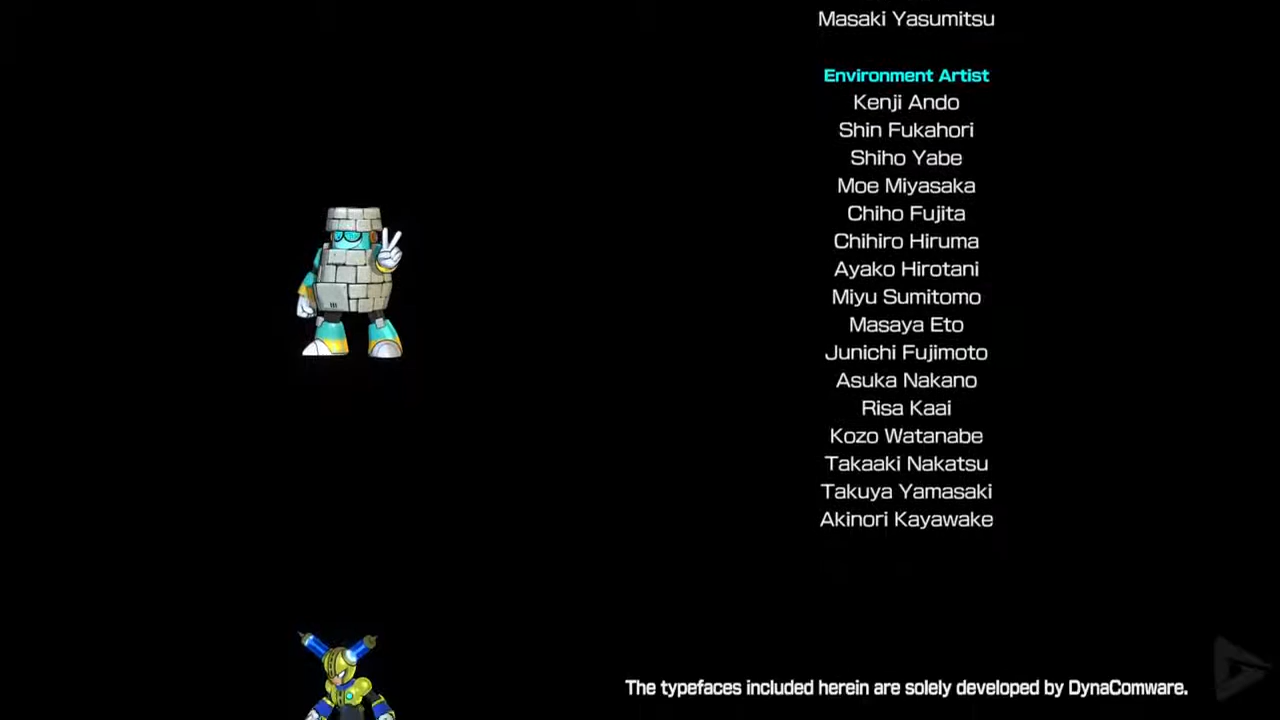 Masaki Yasumitsu
Environment Artist
Kenji Ando
Shin Fukahori
Shiho Yabe
Moe Miyasaka
Chiho Fujita
Chihiro Hiruma
Ayako Hirotani
Miyu Sumitomo
Masaya Eto
Junichi Fujimoto
Asuka Nakano
Risa Kaai
Kozo Watanabe
Takaaki Nakatsu
Takuya Yamasaki
Akinori Kayawake
The typefaces included herein are solely developed by DynaComware.